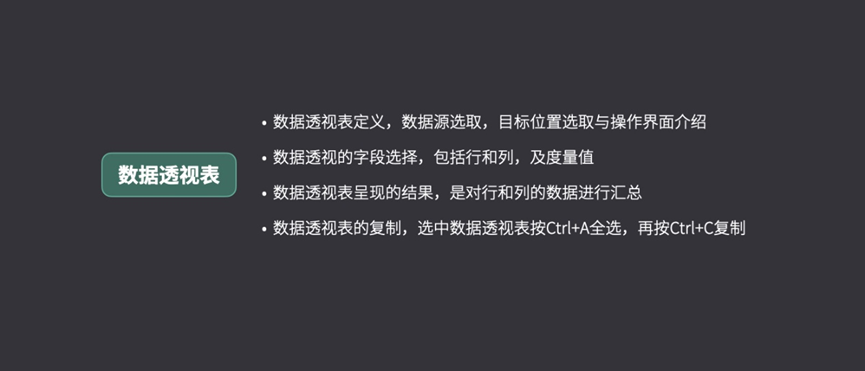 数据透视表
• 数据透视表定义，数据源选取，目标位置选取与操作界面介绍
• 数据透视的字段选择，包括行和列，及度量值
• 数据透视表呈现的结果，是对行和列的数据进行汇总
• 数据透视表的复制，选中数据透视表按Ctrl+A全选，再按Ctrl+C复制